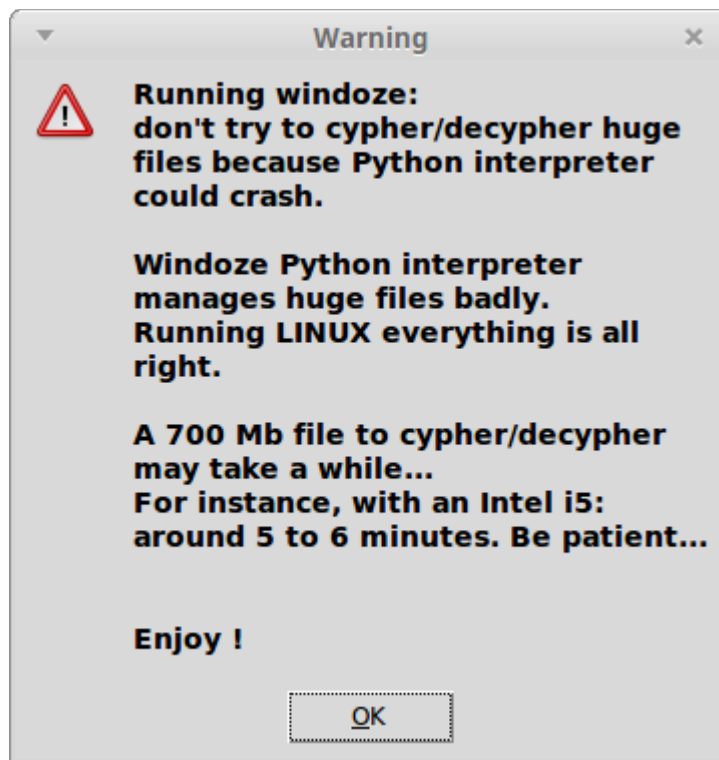 Warning
Running windoze:
don't try to cypher/decypher huge
files because Python interpreter
could crash.
Windoze Python interpreter
manages huge files badly.
Running LINUX everything is all
right.
A 700 Mb file to cypher/decypher
may take a while...
For instance, with an Intel i5:
around 5 to 6 minutes. Be patient...
Enjoy !
OK